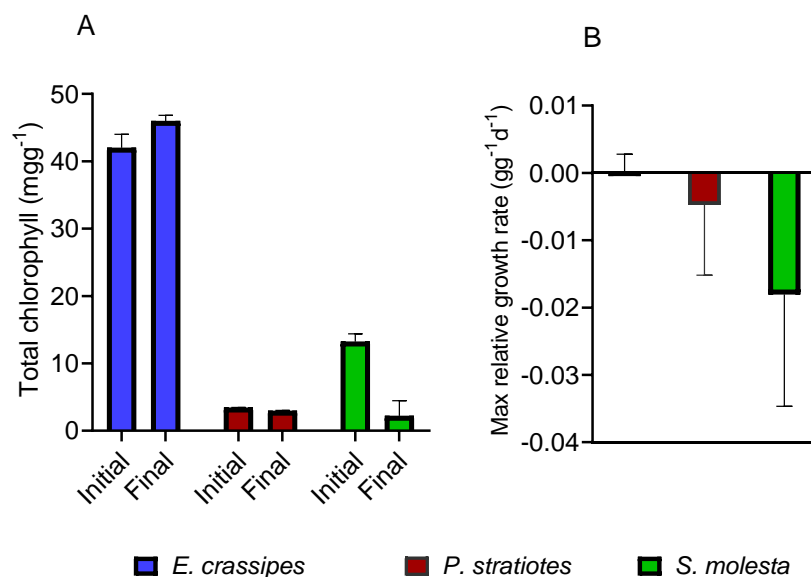 A
Total chlorophyll (mgg⁻¹)
50
40
30
20
10
0
Initial
Final
Initial
Final
Initial
Final
B
Max relative growth rate (gg⁻¹d⁻¹)
0.01
0.00
-0.01
-0.02
-0.03
-0.04
E. crassipes
P. stratiotes
S. molesta